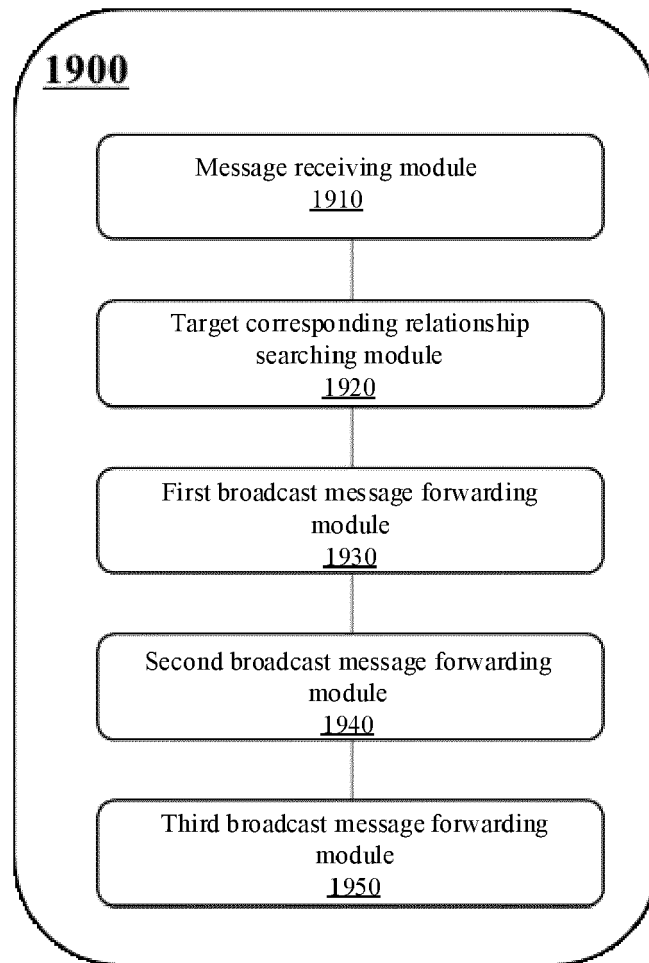 1900
Message receiving module
1910
Target corresponding relationship
searching module
1920
First broadcast message forwarding
module
1930
Second broadcast message forwarding
module
1940
Third broadcast message forwarding
module
1950